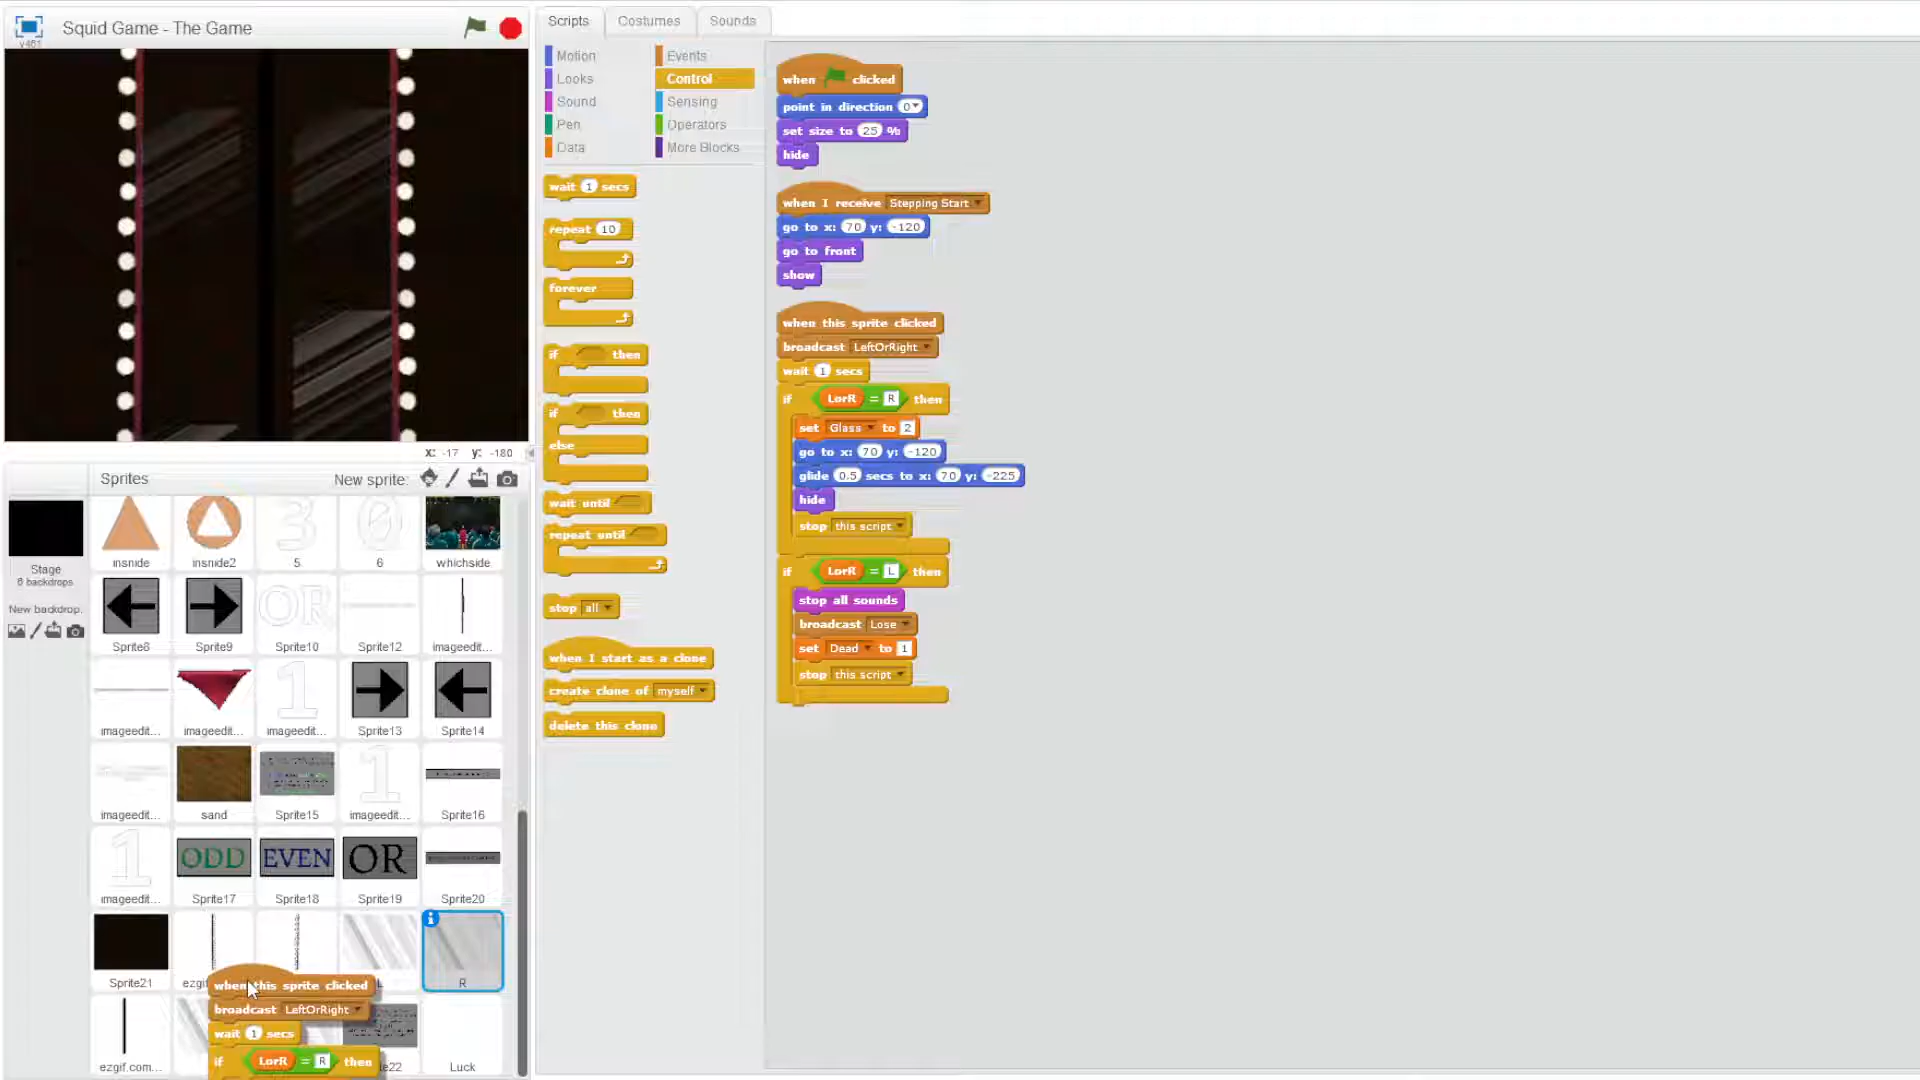 Squid Game - The Game
v461
x: -17 y: -180
Sprites
New sprite:
Stage
6 backdrops
New backdrop:
insnide
insnide2
5
6
whichside
Sprite8
Sprite9
OR
Sprite10
Sprite12
imageedit...
imageedit...
imageedit...
1
imageedit...
Sprite13
Sprite14
imageedit...
sand
Sprite15
1
imageedit...
Sprite16
1
imageedit...
ODD
Sprite17
EVEN
Sprite18
OR
Sprite19
Sprite20
Sprite21
ezgif
L
R
ezgif.com...
e22
Luck
when this sprite clicked
broadcast LeftOrRight
wait 1 secs
if LorR = R then
Scripts
Costumes
Sounds
Motion
Looks
Sound
Pen
Data
Events
Control
Sensing
Operators
More Blocks
wait 1 secs
repeat 10
forever
if then
if then
else
wait until
repeat until
stop all
when I start as a clone
create clone of myself
delete this clone
when clicked
point in direction 0
set size to 25 %
hide
when I receive Stepping Start
go to x: 70 y: -120
go to front
show
when this sprite clicked
broadcast LeftOrRight
wait 1 secs
if LorR = R then
set Glass to 2
go to x: 70 y: -120
glide 0.5 secs to x: 70 y: -225
hide
stop this script
if LorR = L then
stop all sounds
broadcast Lose
set Dead to 1
stop this script